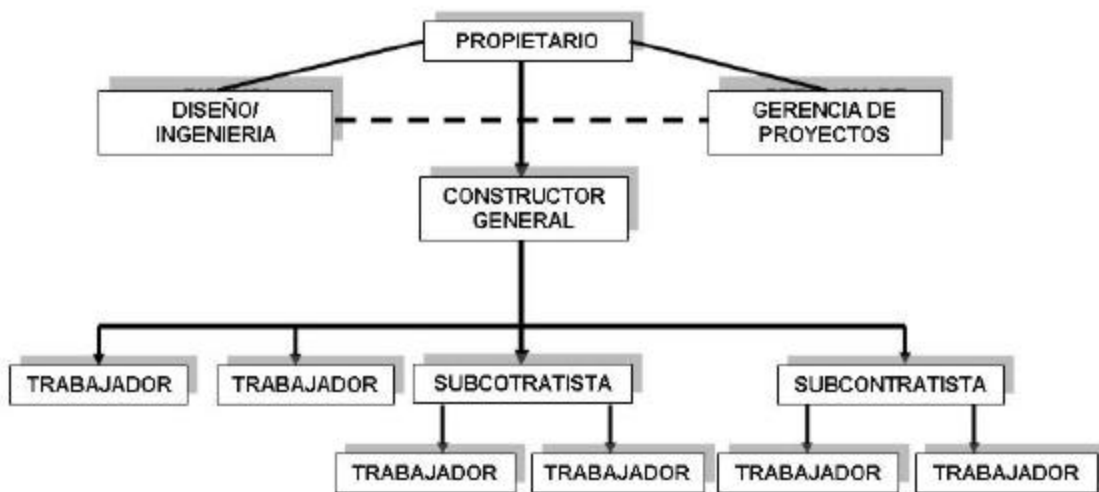 PROPIETARIO
DISEÑO/
INGENIERIA
GERENCIA DE
PROYECTOS
CONSTRUCTOR
GENERAL
TRABAJADOR
TRABAJADOR
SUBCOTRATISTA
SUBCONTRATISTA
TRABAJADOR
TRABAJADOR
TRABAJADOR
TRABAJADOR